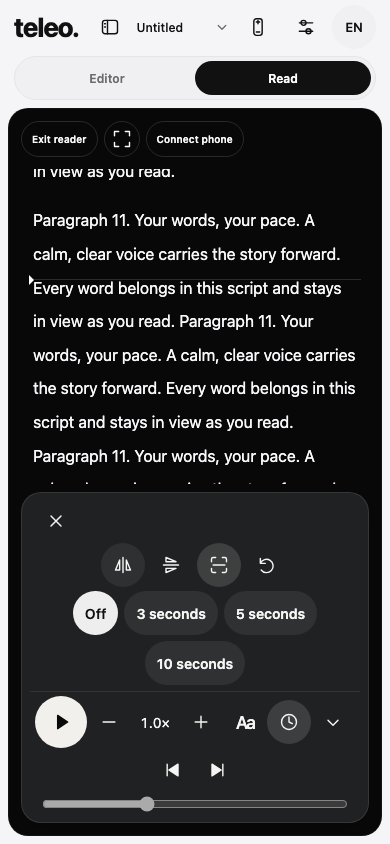 teleo.
Untitled
EN
Editor
Read
Exit reader
Connect phone
in view as you read.
Paragraph 11. Your words, your pace. A
calm, clear voice carries the story forward.
Every word belongs in this script and stays
in view as you read. Paragraph 11. Your
words, your pace. A calm, clear voice carries
the story forward. Every word belongs in this
script and stays in view as you read.
Paragraph 11. Your words, your pace. A
Off
3 seconds
5 seconds
10 seconds
1.0×
Aa